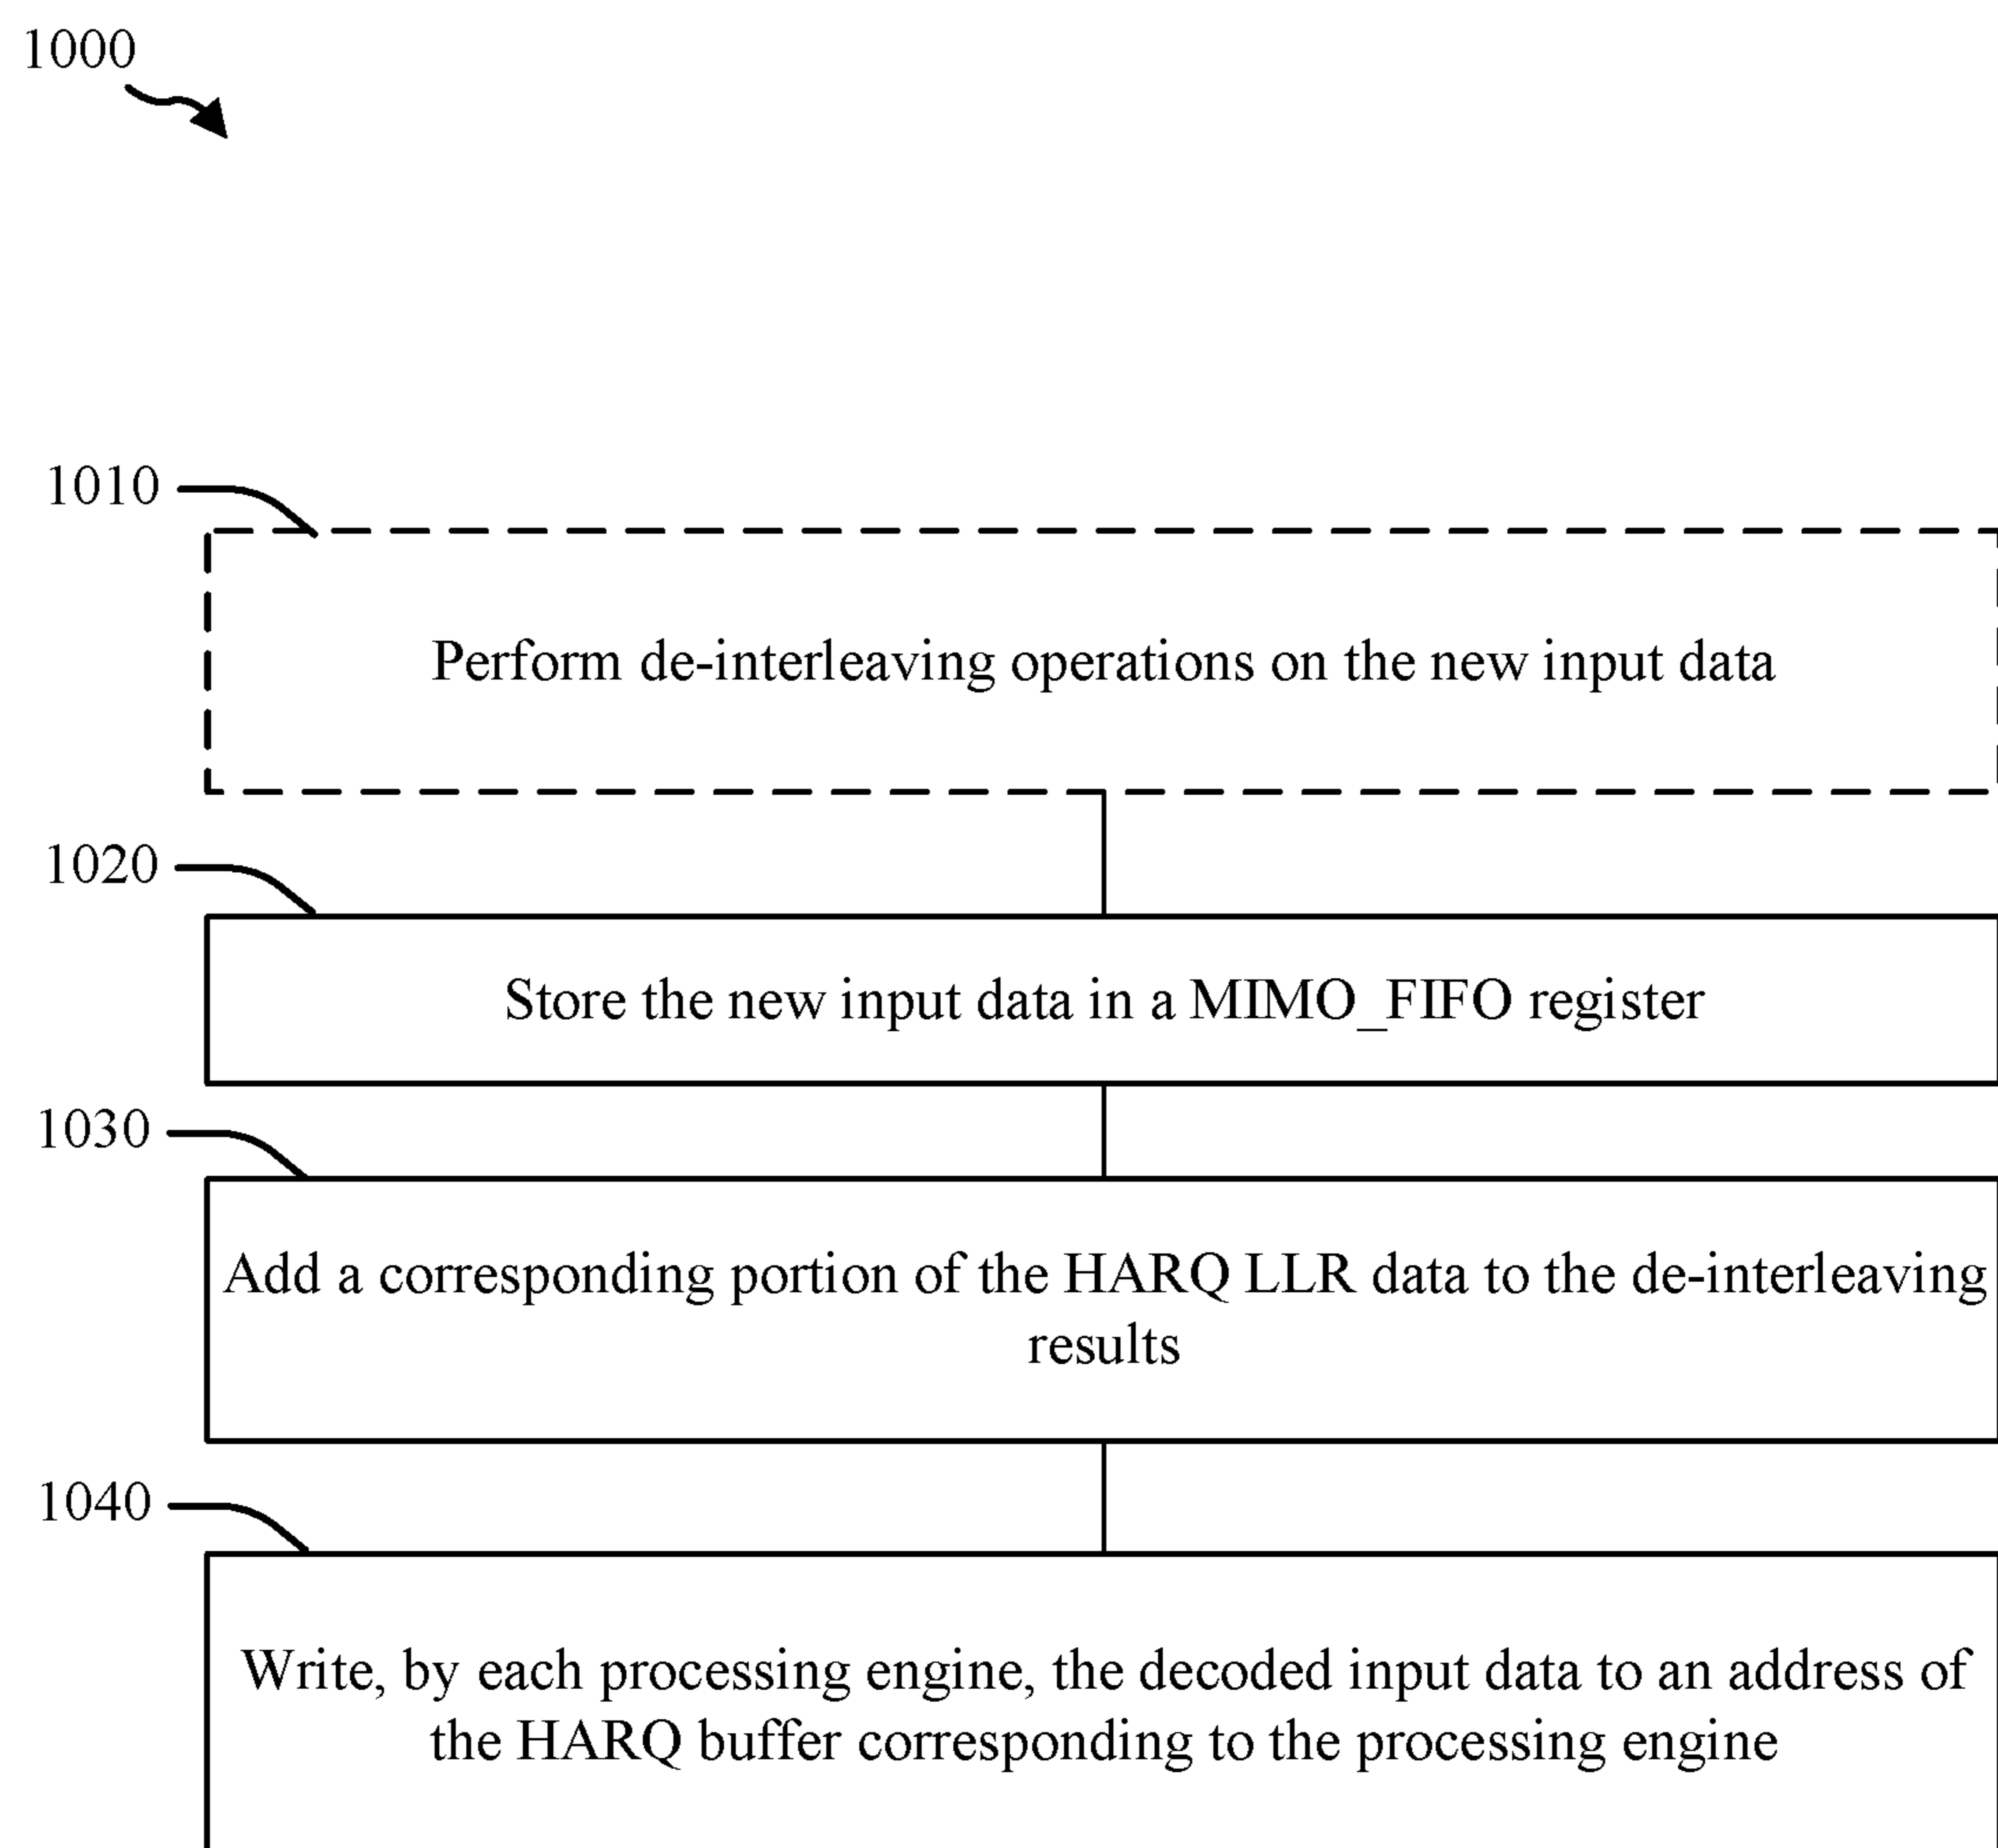 1000
1010
Perform de-interleaving operations on the new input data
1020
Store the new input data in a MIMO_FIFO register
1030
Add a corresponding portion of the HARQ LLR data to the de-interleaving
results
1040
Write, by each processing engine, the decoded input data to an address of
the HARQ buffer corresponding to the processing engine